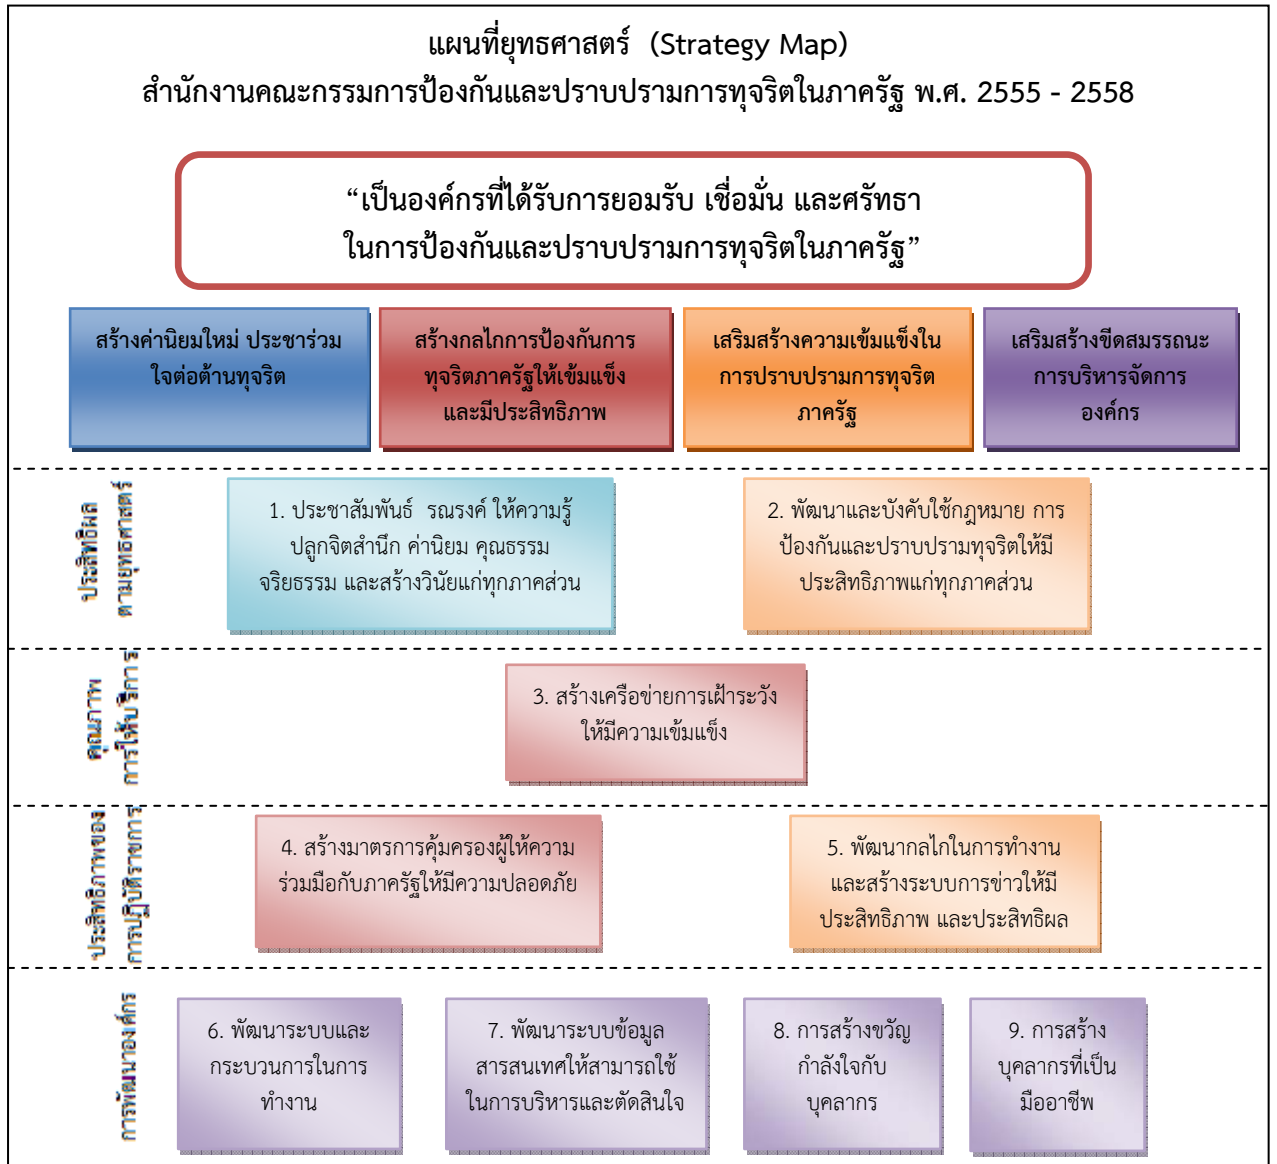 แผนที่ยุทธศาสตร์ (Strategy Map)
สำนักงานคณะกรรมการป้องกันและปราบปรามการทุจริตในภาครัฐ พ.ศ. 2555 - 2558
“เป็นองค์กรที่ได้รับการยอมรับ เชื่อมั่น และศรัทธา
ในการป้องกันและปราบปรามการทุจริตในภาครัฐ”
สร้างค่านิยมใหม่ ประชาร่วม
ใจต่อต้านทุจริต
สร้างกลไกการป้องกันการ
ทุจริตภาครัฐให้เข้มแข็ง
และมีประสิทธิภาพ
เสริมสร้างความเข้มแข็งใน
การปราบปรามการทุจริต
ภาครัฐ
เสริมสร้างขีดสมรรถนะ
การบริหารจัดการ
องค์กร
ประสิทธิผล
ตามยุทธศาสตร์
1. ประชาสัมพันธ์ รณรงค์ ให้ความรู้
ปลูกจิตสำนึก ค่านิยม คุณธรรม
จริยธรรม และสร้างวินัยแก่ทุกภาคส่วน
2. พัฒนาและบังคับใช้กฎหมาย การ
ป้องกันและปราบปรามทุจริตให้มี
ประสิทธิภาพแก่ทุกภาคส่วน
คุณภาพ
การให้บริการ
3. สร้างเครือข่ายการเฝ้าระวัง
ให้มีความเข้มแข็ง
ประสิทธิภาพของ
การปฏิบัติราชการ
4. สร้างมาตรการคุ้มครองผู้ให้ความ
ร่วมมือกับภาครัฐให้มีความปลอดภัย
5. พัฒนากลไกในการทำงาน
และสร้างระบบการข่าวให้มี
ประสิทธิภาพ และประสิทธิผล
การพัฒนาองค์กร
6. พัฒนาระบบและ
กระบวนการในการ
ทำงาน
7. พัฒนาระบบข้อมูล
สารสนเทศให้สามารถใช้
ในการบริหารและตัดสินใจ
8. การสร้างขวัญ
กำลังใจกับ
บุคลากร
9. การสร้าง
บุคลากรที่เป็น
มืออาชีพ